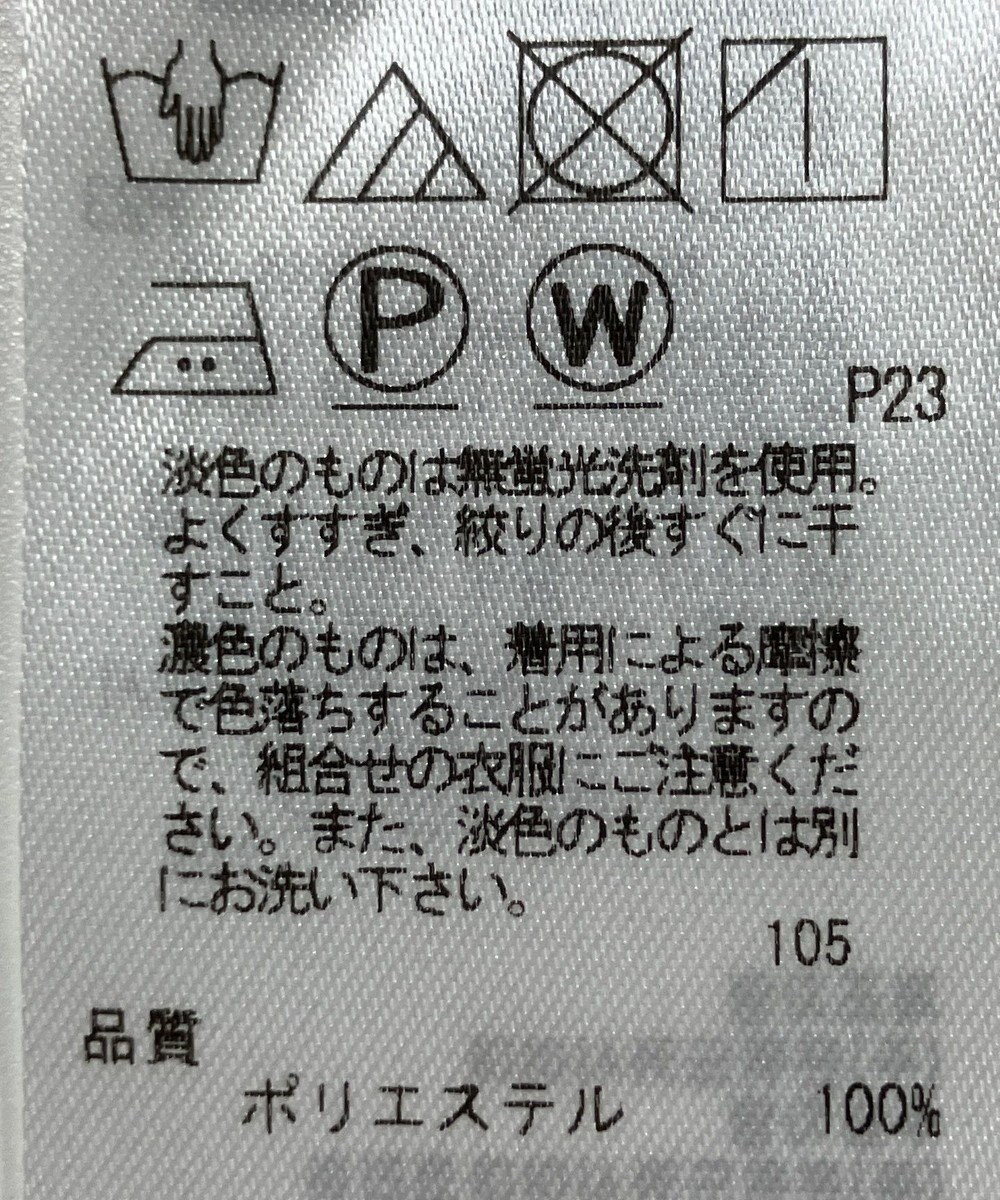 P W
P23
淡色のものは無蛍光洗剤を使用。
よくすすぎ、絞りの後すぐに干
すこと。
濃色のものは、着用による摩擦
で色落ちすることがありますの
で、組合せの衣服にご注意くだ
さい。また、淡色のものとは別
にお洗い下さい。
105
品質
ポリエステル 100%